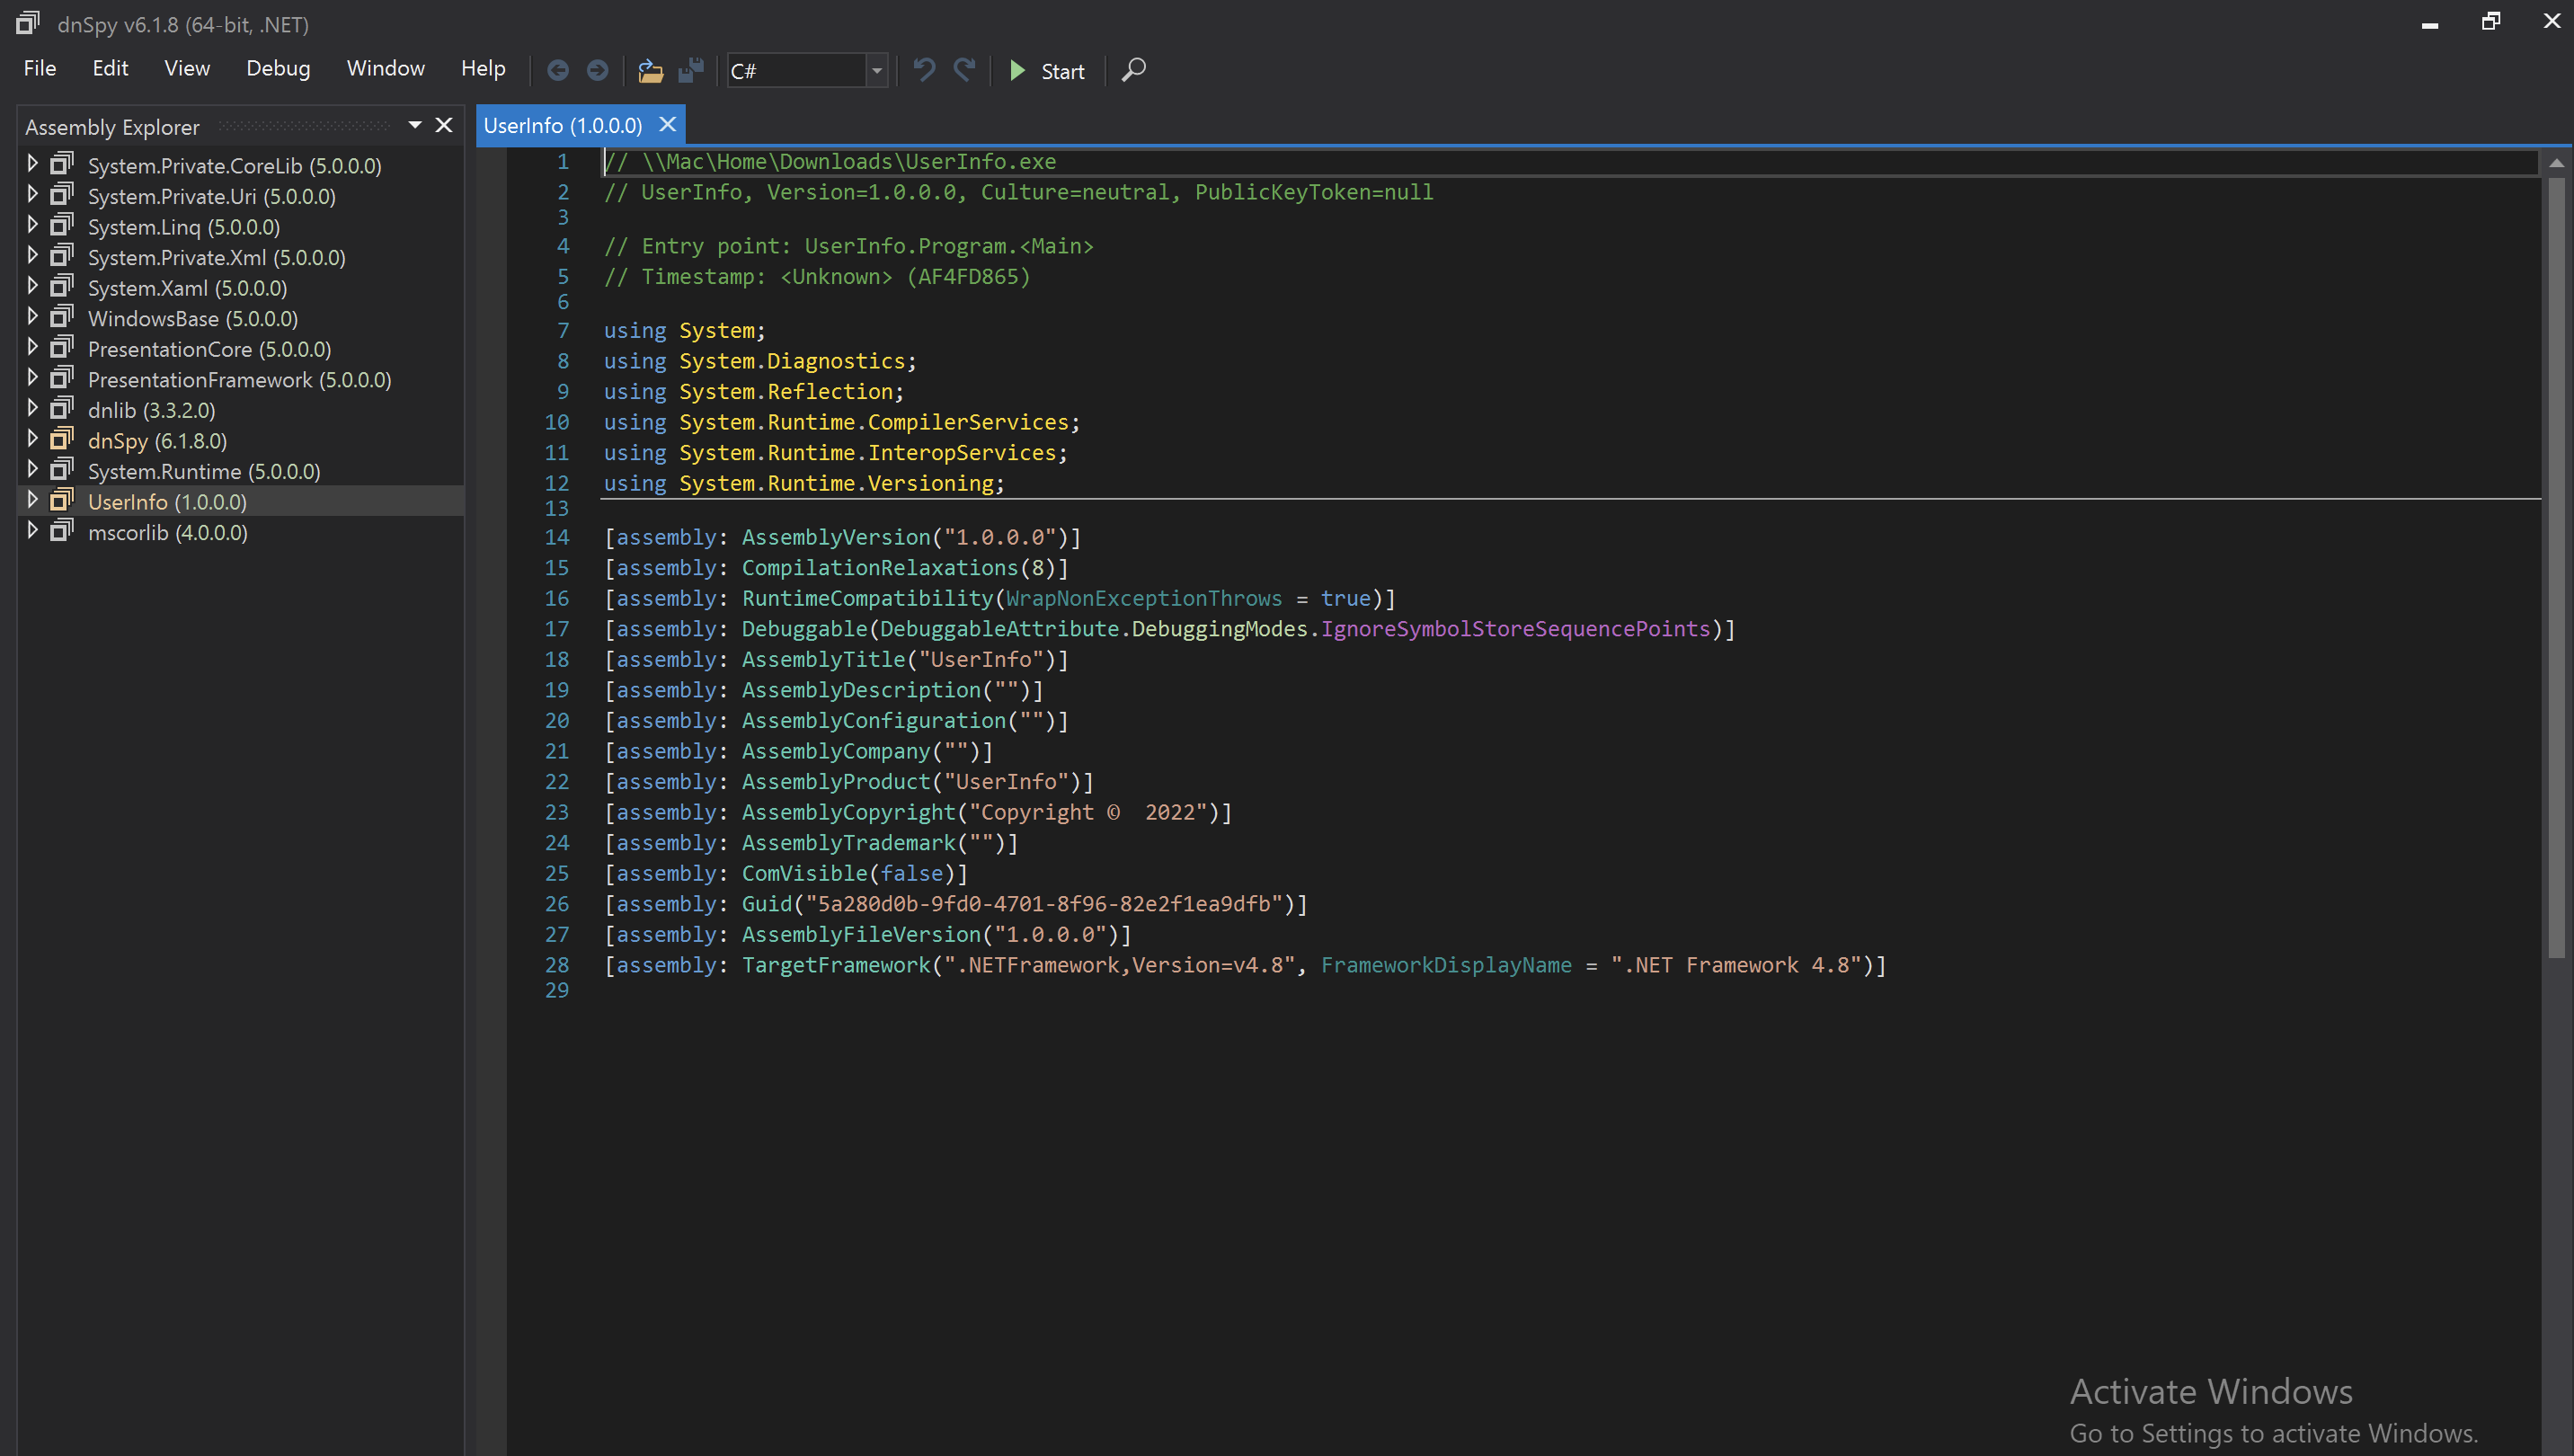 dnSpy v6.1.8 (64-bit, .NET)
File Edit View Debug Window Help C# Start
Assembly Explorer
System.Private.CoreLib (5.0.0.0)
System.Private.Uri (5.0.0.0)
System.Linq (5.0.0.0)
System.Private.Xml (5.0.0.0)
System.Xaml (5.0.0.0)
WindowsBase (5.0.0.0)
PresentationCore (5.0.0.0)
PresentationFramework (5.0.0.0)
dnlib (3.3.2.0)
dnSpy (6.1.8.0)
System.Runtime (5.0.0.0)
UserInfo (1.0.0.0)
mscorlib (4.0.0.0)
UserInfo (1.0.0.0)
1 // \\Mac\Home\Downloads\UserInfo.exe
2 // UserInfo, Version=1.0.0.0, Culture=neutral, PublicKeyToken=null
3
4 // Entry point: UserInfo.Program.<Main>
5 // Timestamp: <Unknown> (AF4FD865)
6
7 using System;
8 using System.Diagnostics;
9 using System.Reflection;
10 using System.Runtime.CompilerServices;
11 using System.Runtime.InteropServices;
12 using System.Runtime.Versioning;
13
14 [assembly: AssemblyVersion("1.0.0.0")]
15 [assembly: CompilationRelaxations(8)]
16 [assembly: RuntimeCompatibility(WrapNonExceptionThrows = true)]
17 [assembly: Debuggable(DebuggableAttribute.DebuggingModes.IgnoreSymbolStoreSequencePoints)]
18 [assembly: AssemblyTitle("UserInfo")]
19 [assembly: AssemblyDescription("")]
20 [assembly: AssemblyConfiguration("")]
21 [assembly: AssemblyCompany("")]
22 [assembly: AssemblyProduct("UserInfo")]
23 [assembly: AssemblyCopyright("Copyright ©  2022")]
24 [assembly: AssemblyTrademark("")]
25 [assembly: ComVisible(false)]
26 [assembly: Guid("5a280d0b-9fd0-4701-8f96-82e2f1ea9dfb")]
27 [assembly: AssemblyFileVersion("1.0.0.0")]
28 [assembly: TargetFramework(".NETFramework,Version=v4.8", FrameworkDisplayName = ".NET Framework 4.8")]
29
Activate Windows
Go to Settings to activate Windows.